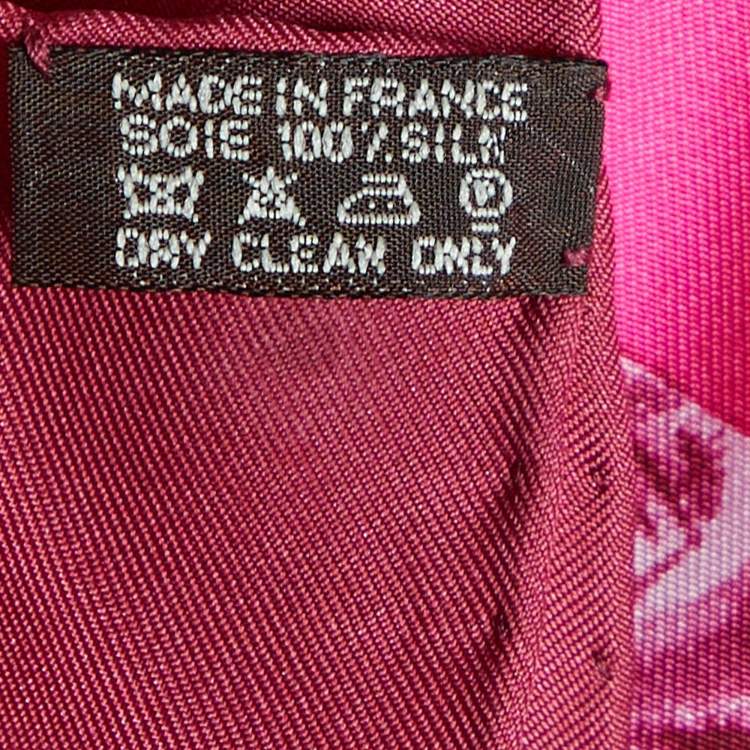 MADE IN FRANCE
SOIE 100% SILK
P
DRY CLEAN ONLY